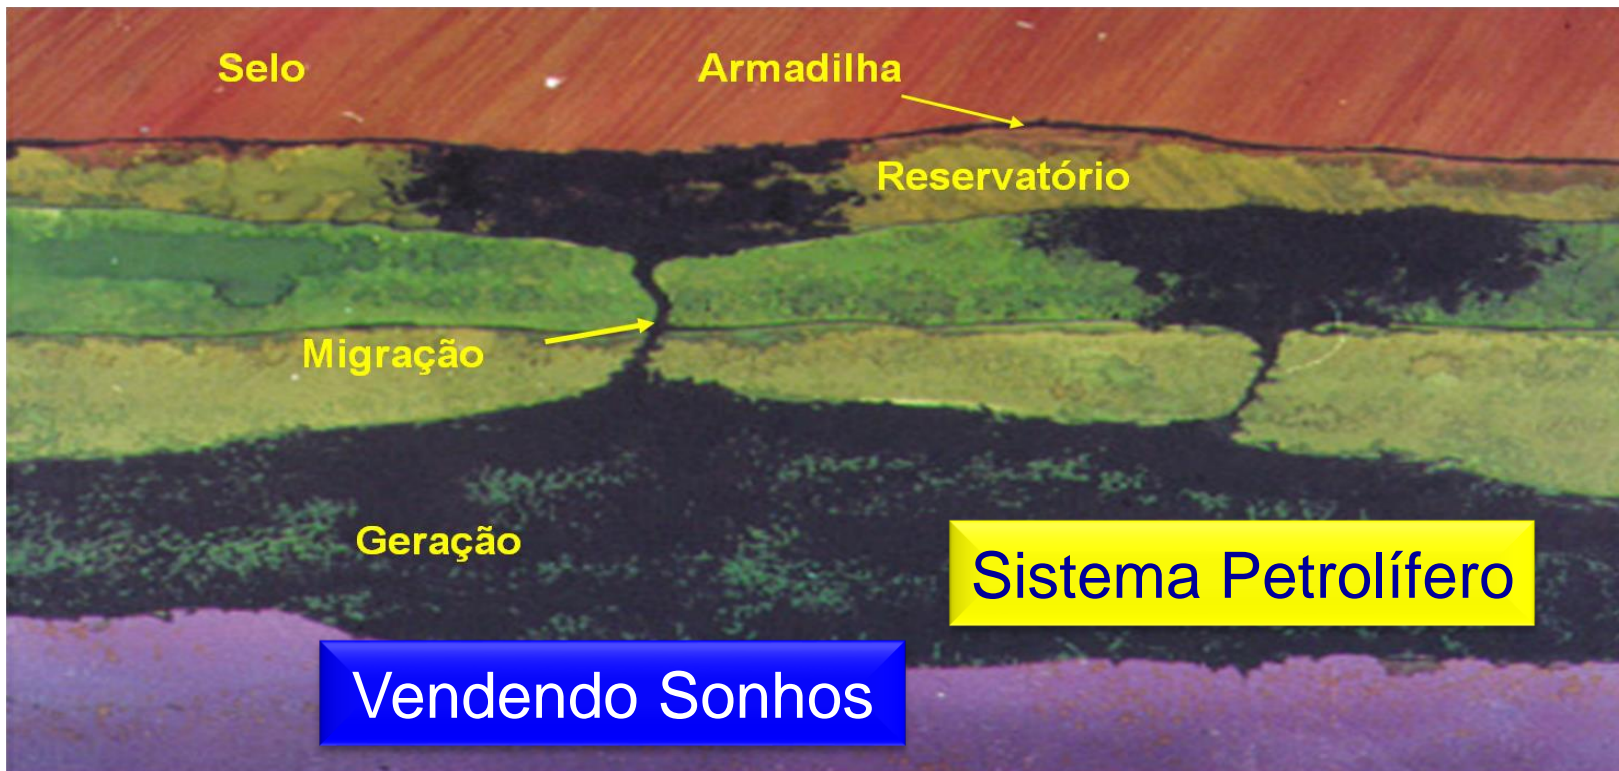 Selo
Armadilha
Reservatório
Migração
Geração
Sistema Petrolífero
Vendendo Sonhos